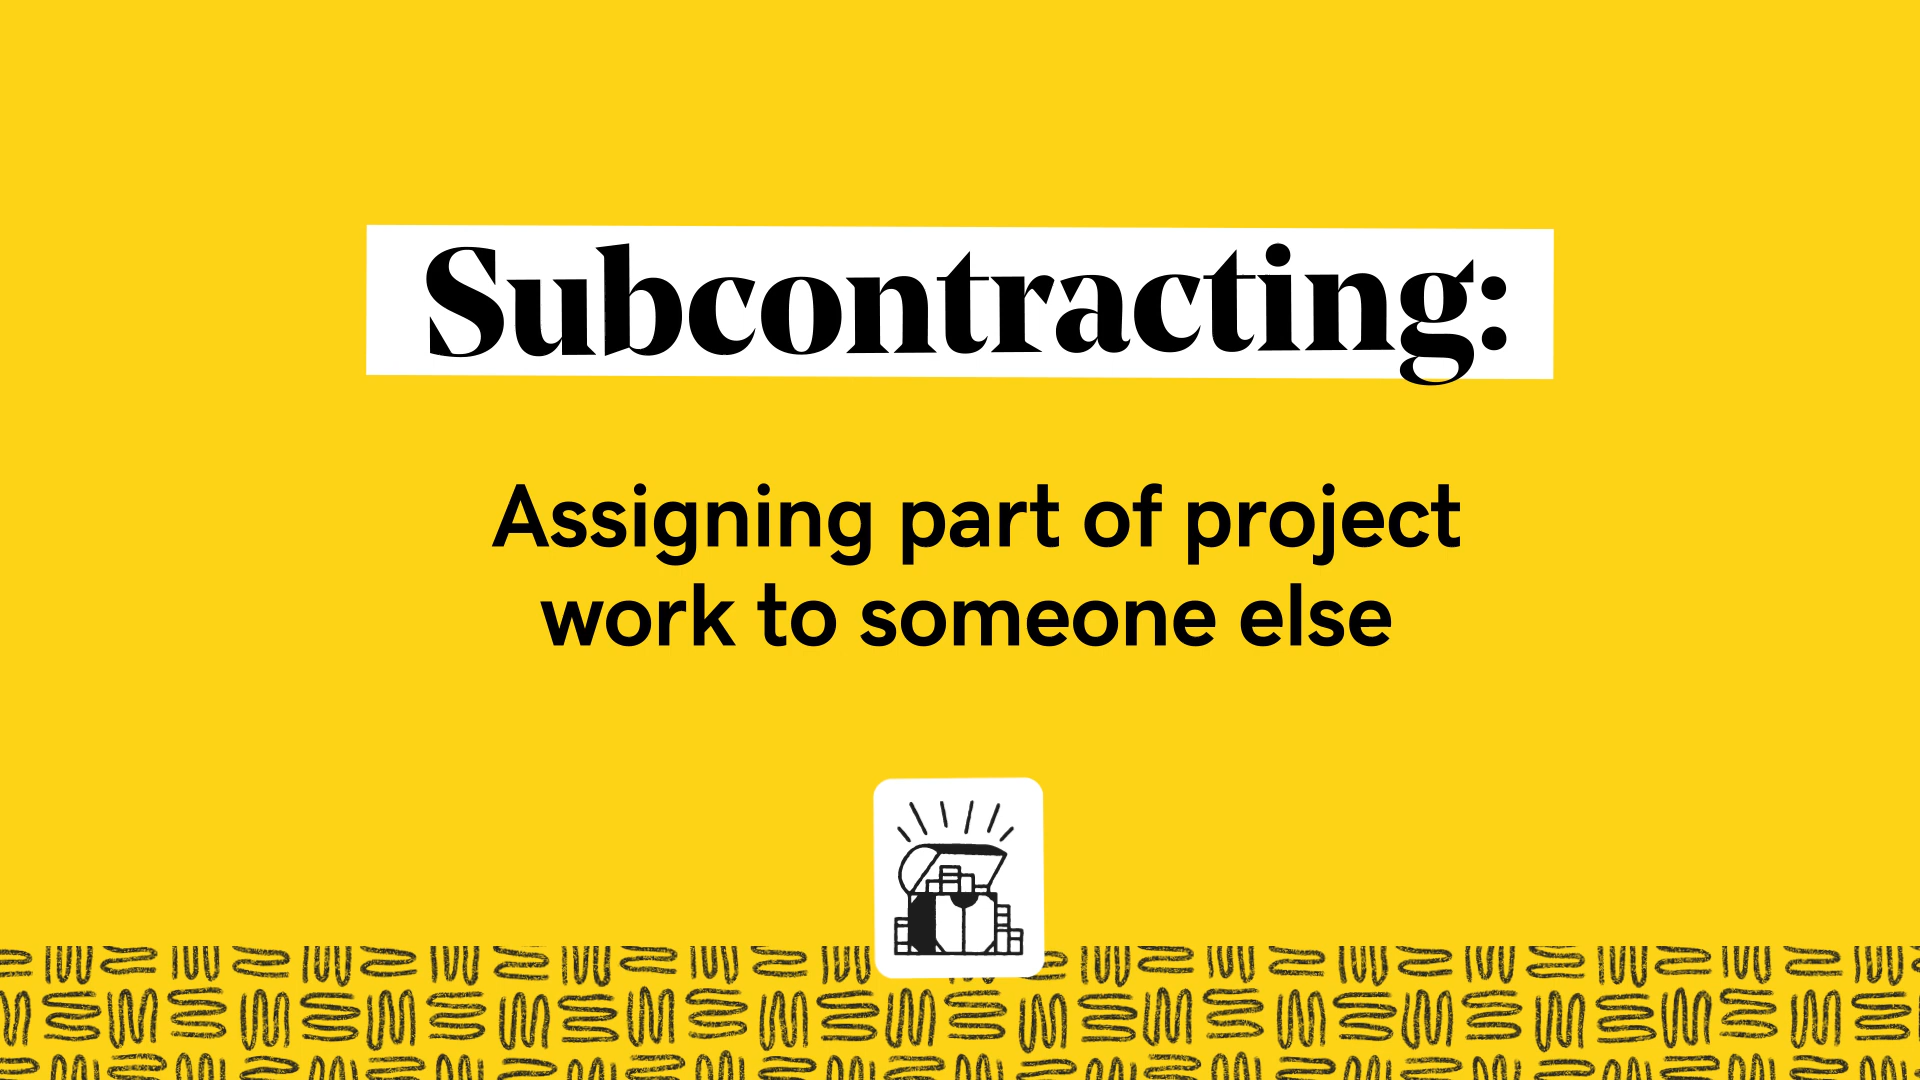 Subcontracting:
Assigning part of project
work to someone else